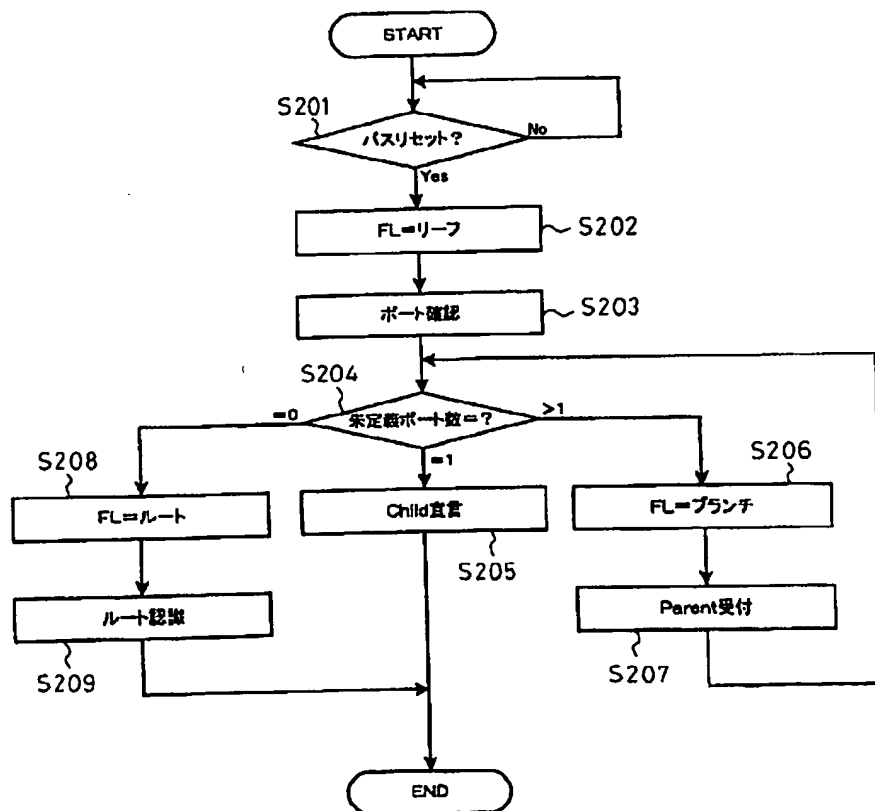 START
S201
バスリセット?
No
Yes
FL=リーフ
S202
ポート確認
S203
S204
=0
未定義ポート数=?
>1
=1
S208
FL=ルート
Child宣言
S205
S206
FL=ブランチ
ルート認識
S209
Parent受付
S207
END